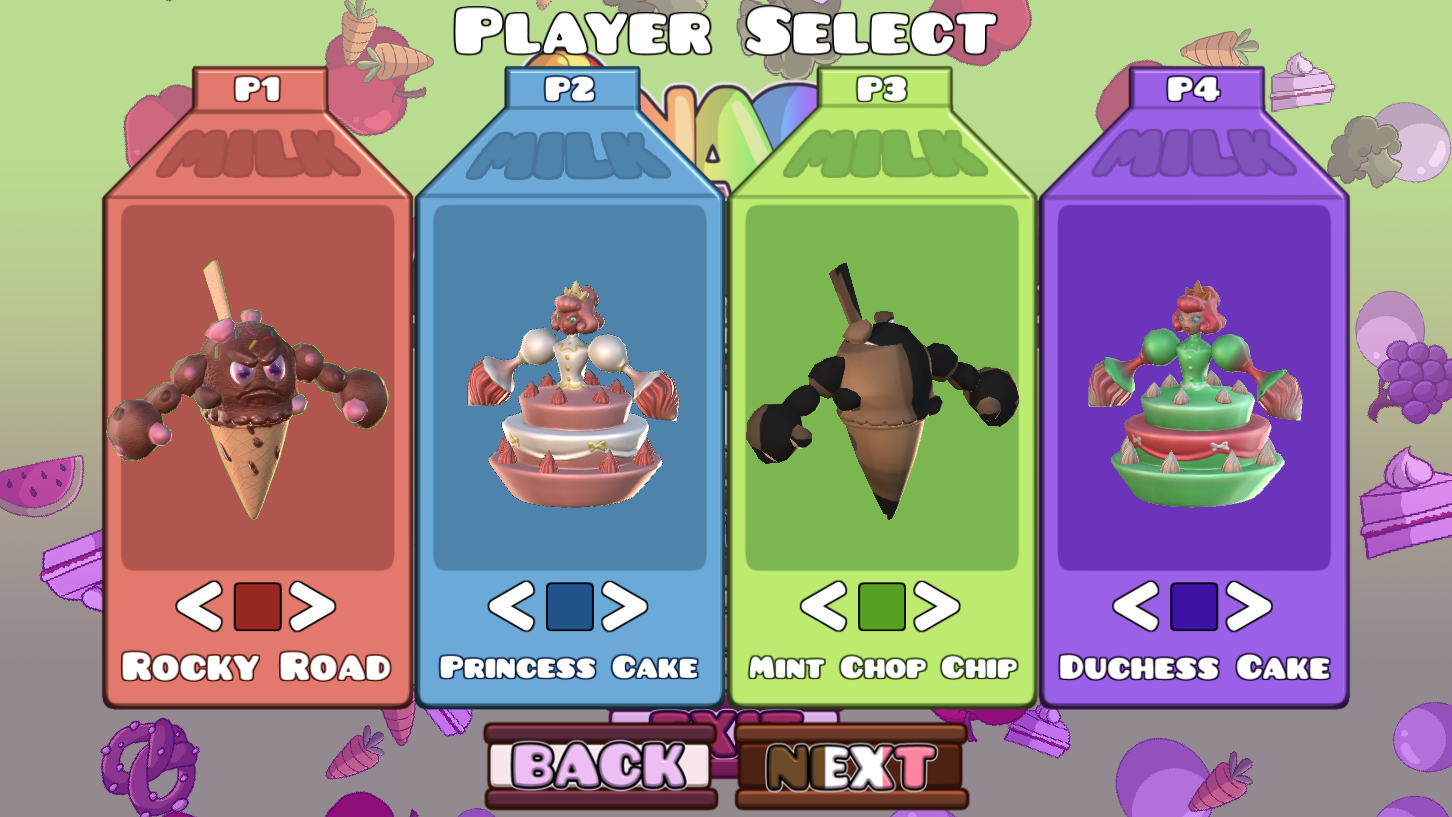 Player Select
P1
P2
P3
P4
MILK
MILK
MILK
MILK
< >
< >
< >
< >
Rocky Road
Princess Cake
Mint Chop Chip
Duchess Cake
EXIT
BACK
NEXT